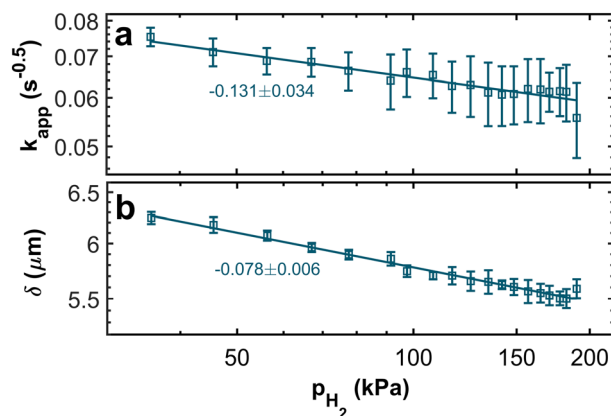 a
k_app (s^-0.5)
0.08
0.07
0.06
0.05
-0.131±0.034
b
δ (μm)
6.5
6
5.5
-0.078±0.006
50 100 150 200
p_H₂ (kPa)